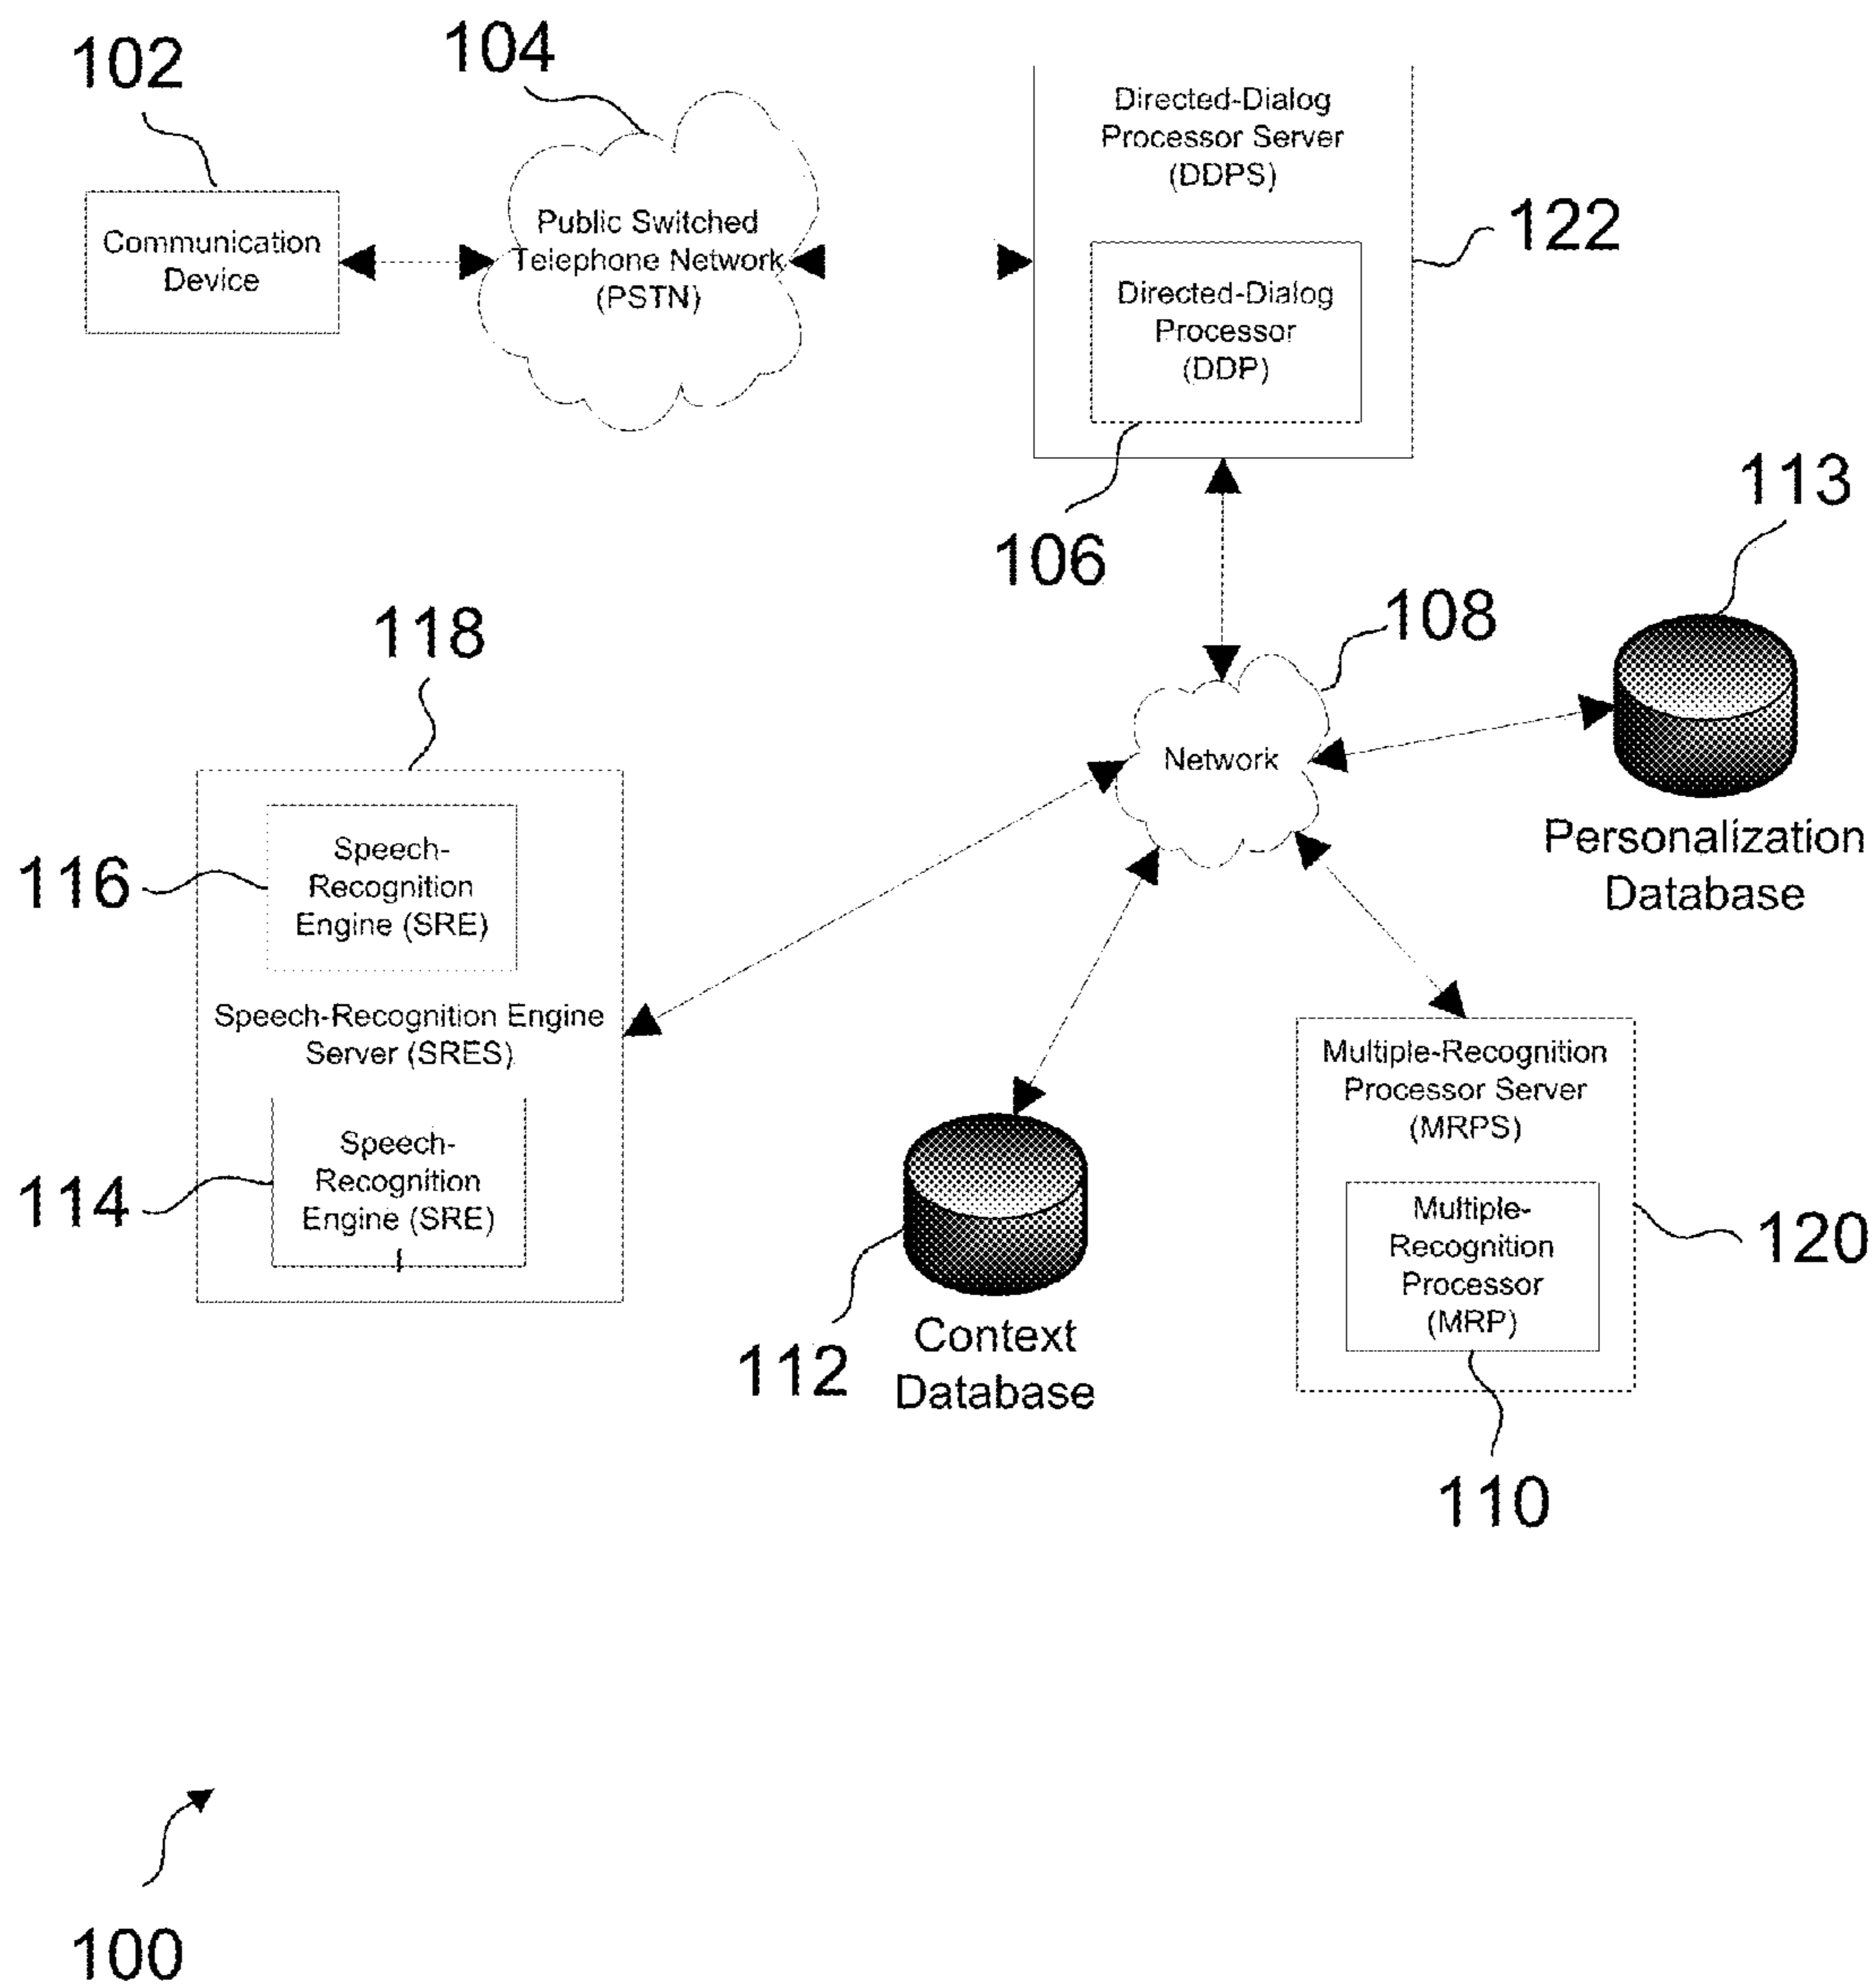 102
104
Communication
Device
Public Switched
Telephone Network
(PSTN)
Directed-Dialog
Processor Server
(DDPS)
122
Directed-Dialog
Processor
(DDP)
106
113
108
118
Network
Personalization
Database
116
Speech-
Recognition
Engine (SRE)
Speech-Recognition Engine
Server (SRES)
114
Speech-
Recognition
Engine (SRE)
112
Context
Database
Multiple-Recognition
Processor Server
(MRPS)
120
Multiple-
Recognition
Processor
(MRP)
110
100